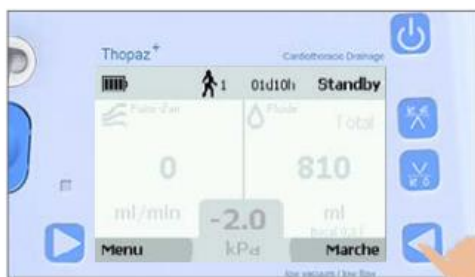 Thopaz+
Cardiothoracic Drainage
1 01d10h Standby
Fuite d'air
Fluide
Total
0
810
ml/min
ml
-2.0
kPa
Menu
Marche
low vacuum / low flow